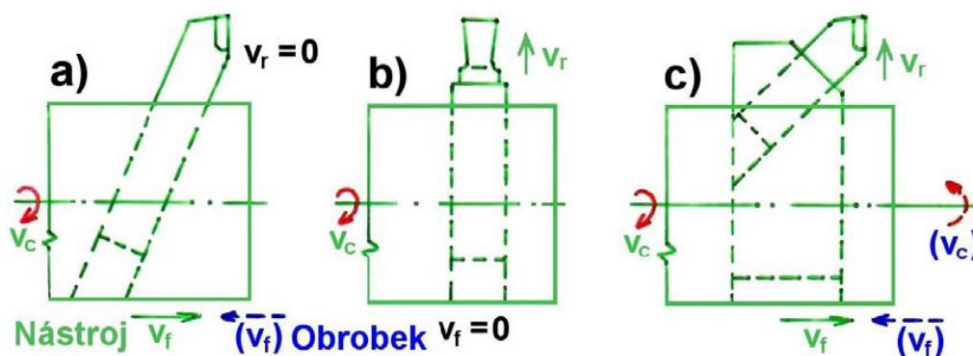 a)
v_r = 0
b)
v_r
c)
v_r
v_c
v_c
v_c
(v_c)
Nástroj v_f (v_f) Obrobek v_f = 0
v_f (v_f)